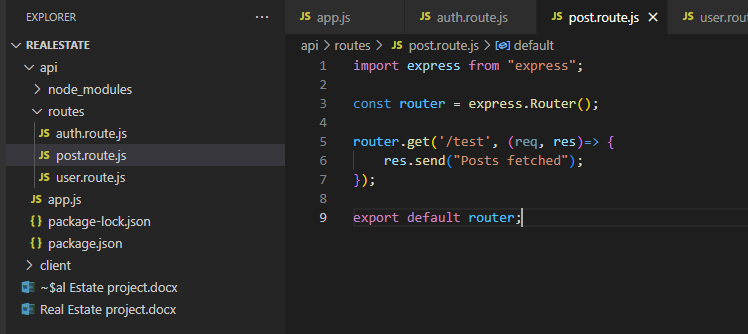 EXPLORER
···
REALESTATE
api
node_modules
routes
JS auth.route.js
JS post.route.js
JS user.route.js
JS app.js
{ } package-lock.json
{ } package.json
client
~$al Estate project.docx
Real Estate project.docx
JS app.js
JS auth.route.js
JS post.route.js
JS user.rout
api > routes > JS post.route.js > default
1 import express from "express";
2
3 const router = express.Router();
4
5 router.get('/test', (req, res)=> {
6 res.send("Posts fetched");
7 });
8
9 export default router;